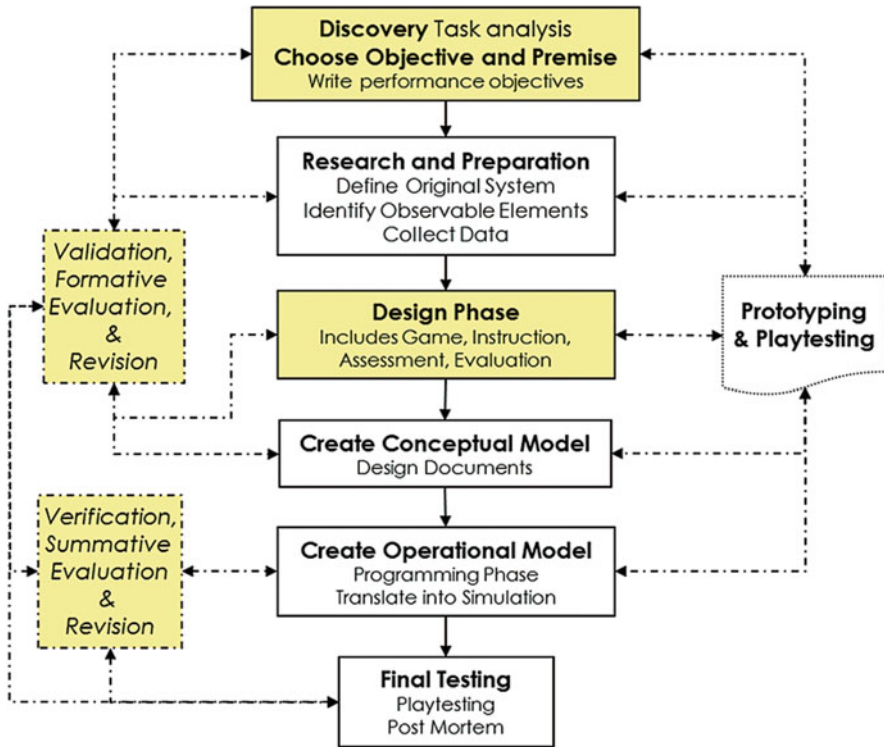 Discovery Task analysis
Choose Objective and Premise
Write performance objectives
Research and Preparation
Define Original System
Identify Observable Elements
Collect Data
Validation,
Formative
Evaluation,
&
Revision
Design Phase
Includes Game, Instruction,
Assessment, Evaluation
Prototyping
& Playtesting
Create Conceptual Model
Design Documents
Verification,
Summative
Evaluation
&
Revision
Create Operational Model
Programming Phase
Translate into Simulation
Final Testing
Playtesting
Post Mortem